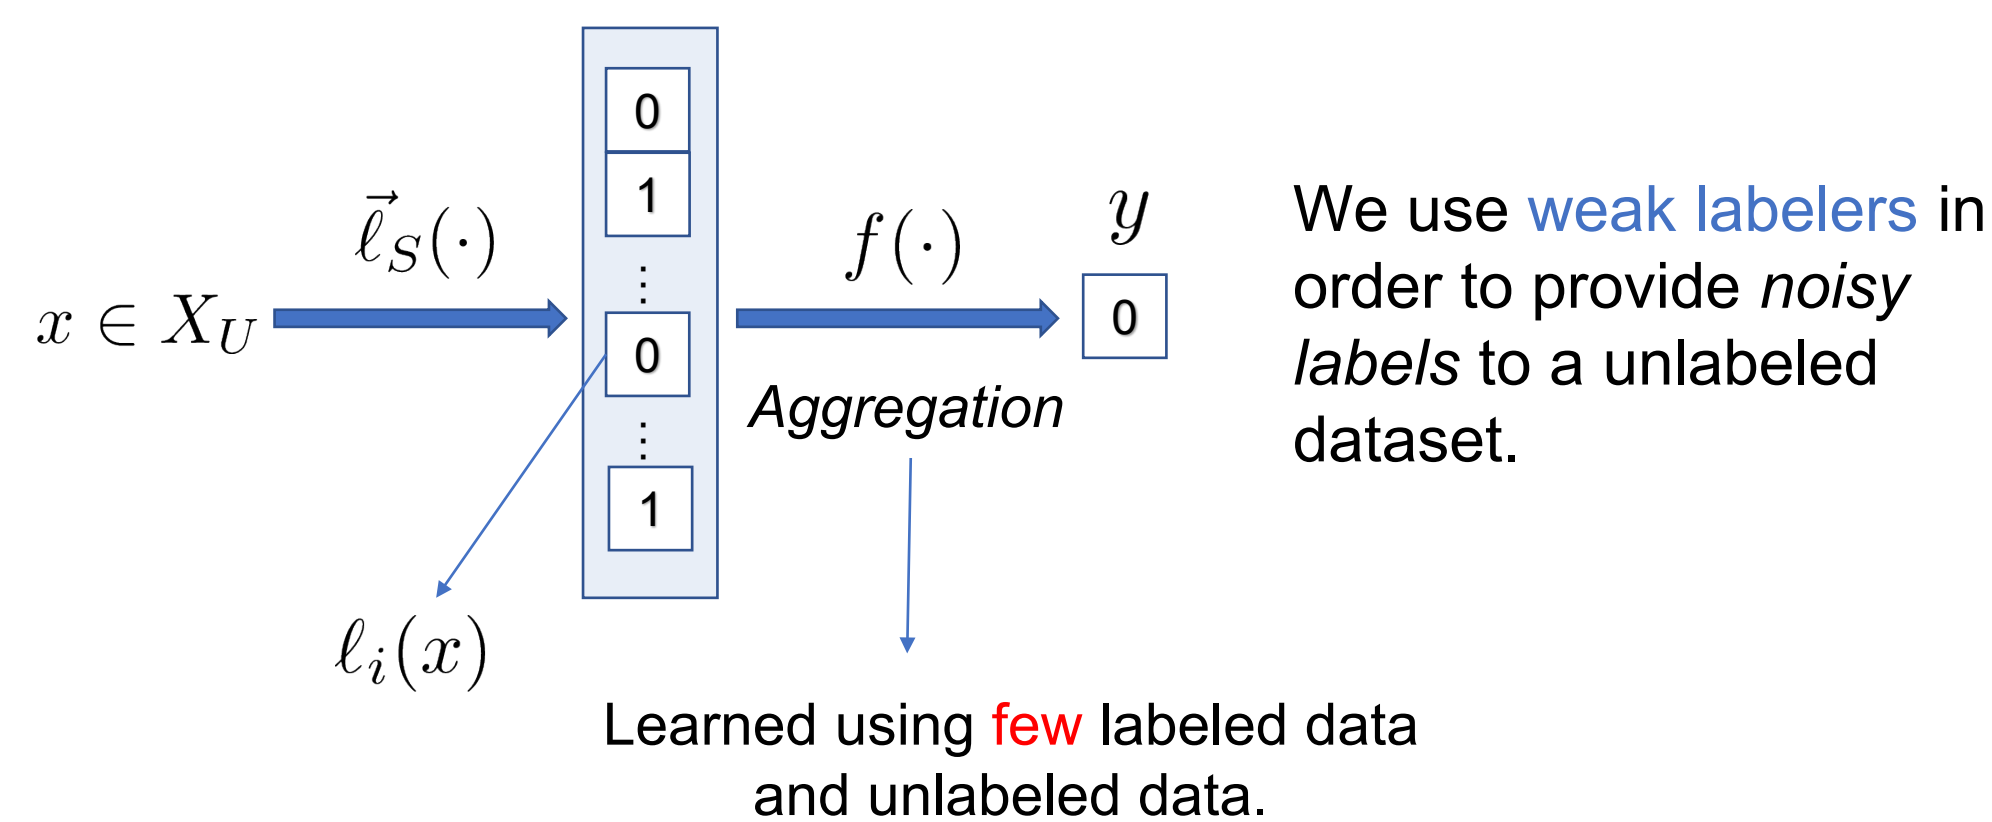 x ∈ X_U
\vec{ℓ}_S(·)
0
1
⋮
0
⋮
1
ℓ_i(x)
f(·)
Aggregation
y
0
Learned using few labeled data
and unlabeled data.
We use weak labelers in
order to provide noisy
labels to a unlabeled
dataset.